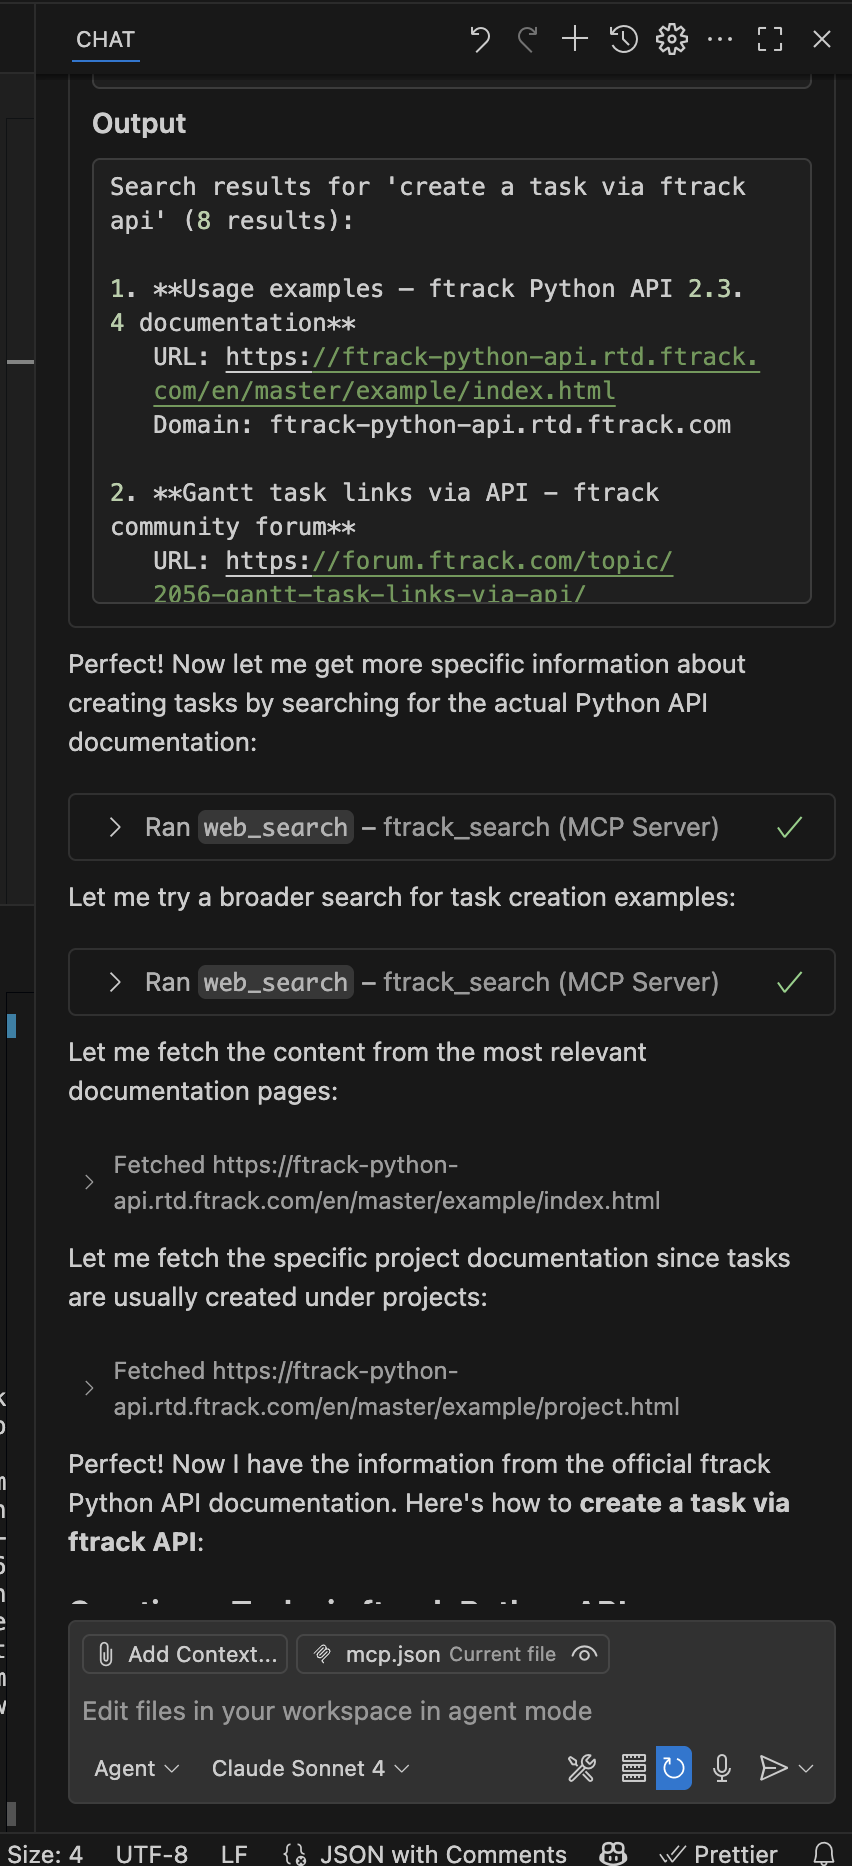 CHAT
Output
Search results for 'create a task via ftrack
api' (8 results):
1. **Usage examples — ftrack Python API 2.3.
4 documentation**
URL: https://ftrack-python-api.rtd.ftrack.
com/en/master/example/index.html
Domain: ftrack-python-api.rtd.ftrack.com
2. **Gantt task links via API - ftrack
community forum**
URL: https://forum.ftrack.com/topic/
2056-gantt-task-links-via-api/
Perfect! Now let me get more specific information about
creating tasks by searching for the actual Python API
documentation:
Ran web_search – ftrack_search (MCP Server)
Let me try a broader search for task creation examples:
Ran web_search – ftrack_search (MCP Server)
Let me fetch the content from the most relevant
documentation pages:
Fetched https://ftrack-python-
api.rtd.ftrack.com/en/master/example/index.html
Let me fetch the specific project documentation since tasks
are usually created under projects:
Fetched https://ftrack-python-
api.rtd.ftrack.com/en/master/example/project.html
Perfect! Now I have the information from the official ftrack
Python API documentation. Here's how to create a task via
ftrack API:
Add Context... mcp.json Current file
Edit files in your workspace in agent mode
Agent Claude Sonnet 4
Size: 4 UTF-8 LF JSON with Comments Prettier